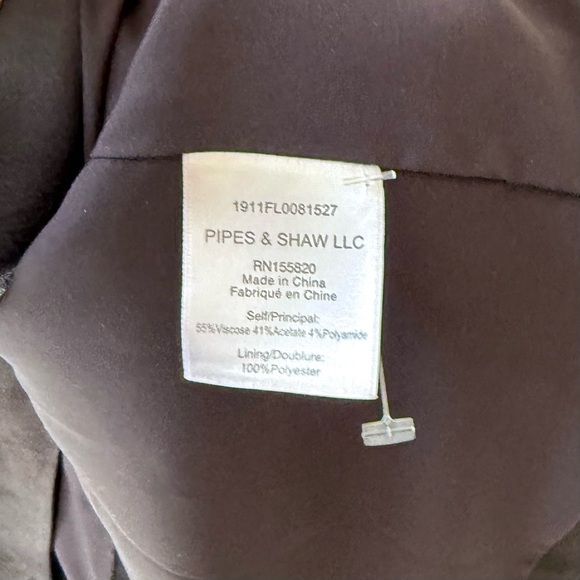 1911FL0081527
PIPES & SHAW LLC
RN155820
Made in China
Fabriqué en Chine
Self/Principal:
55%Viscose 41%Acetate 4%Polyamide
Lining/Doublure:
100%Polyester